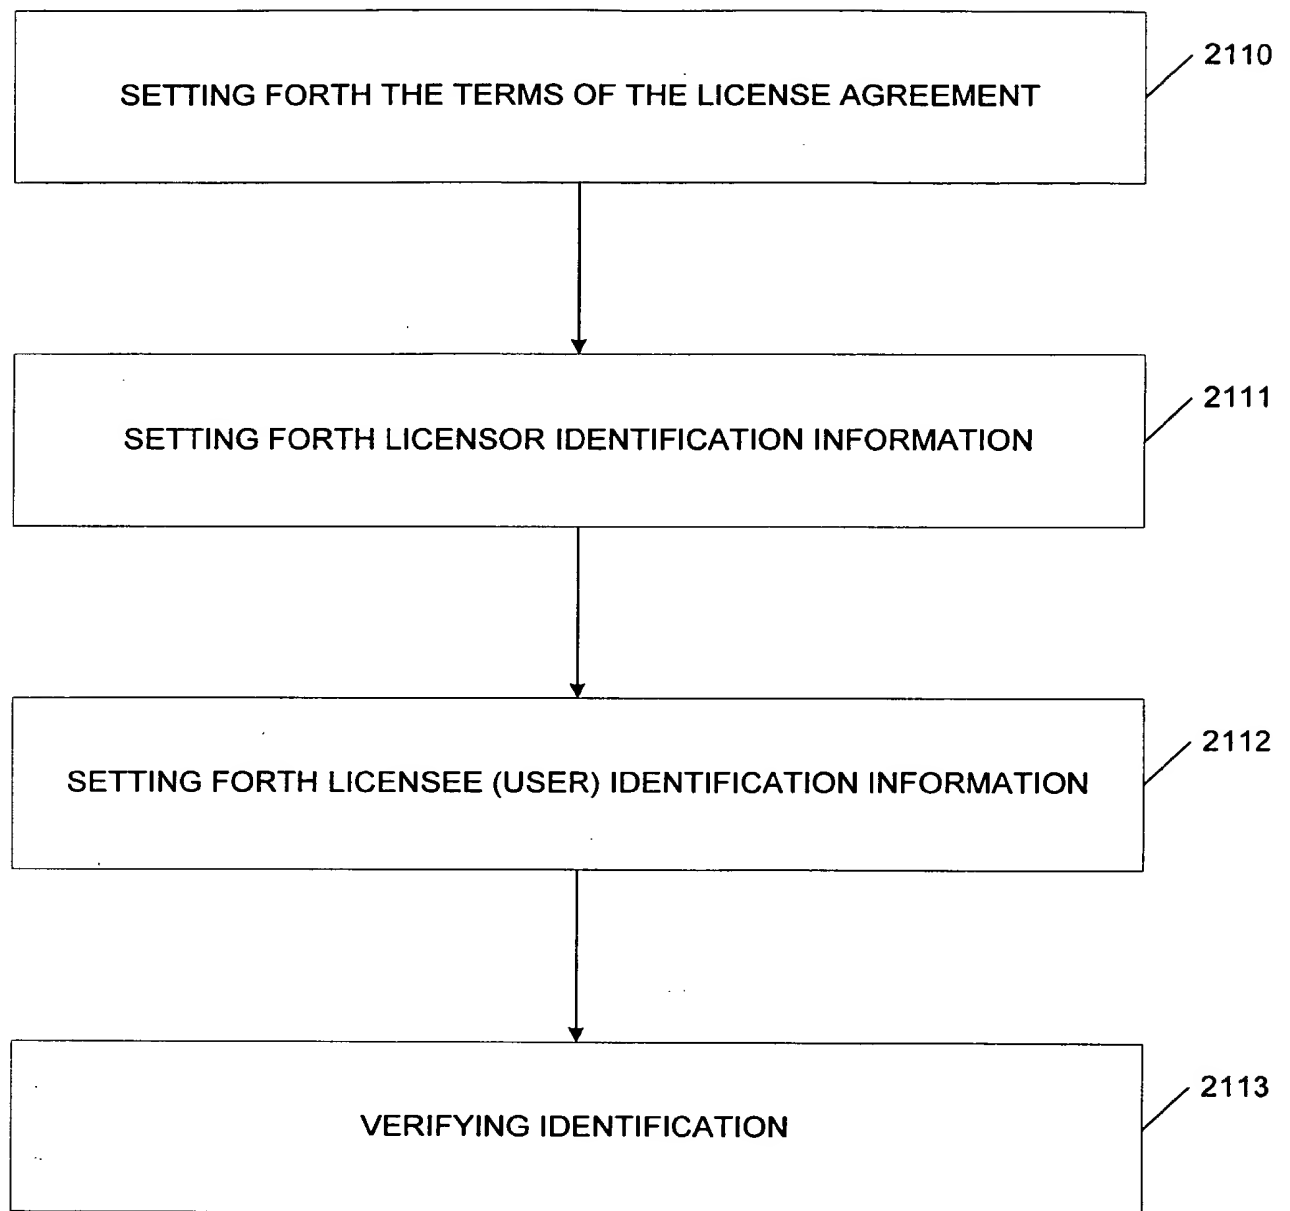 2110
SETTING FORTH THE TERMS OF THE LICENSE AGREEMENT
2111
SETTING FORTH LICENSOR IDENTIFICATION INFORMATION
2112
SETTING FORTH LICENSEE (USER) IDENTIFICATION INFORMATION
2113
VERIFYING IDENTIFICATION